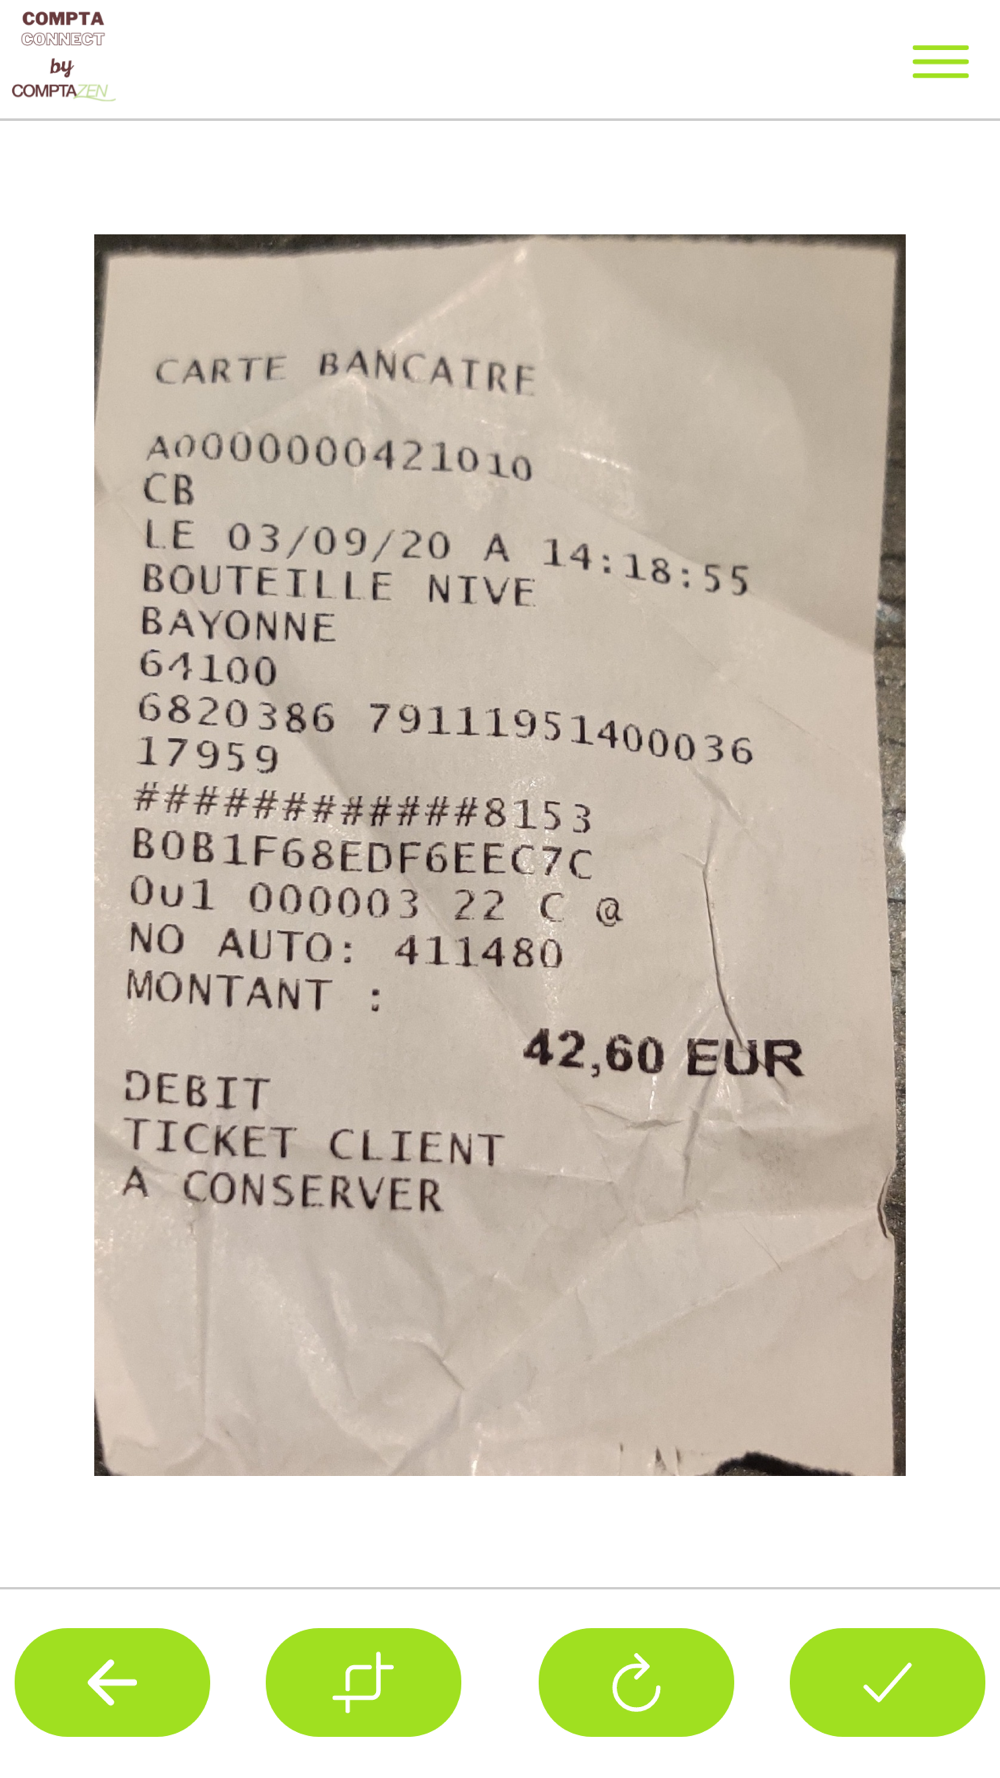 COMPTA
CONNECT
by
COMPTAZEN
CARTE BANCAIRE
A0000000421010
CB
LE 03/09/20 A 14:18:55
BOUTEILLE NIVE
BAYONNE
64100
6820386 79111951400036
17959
############8153
B0B1F68EDF6EEC7C
001 000003 22 C @
NO AUTO: 411480
MONTANT :
42,60 EUR
DEBIT
TICKET CLIENT
A CONSERVER